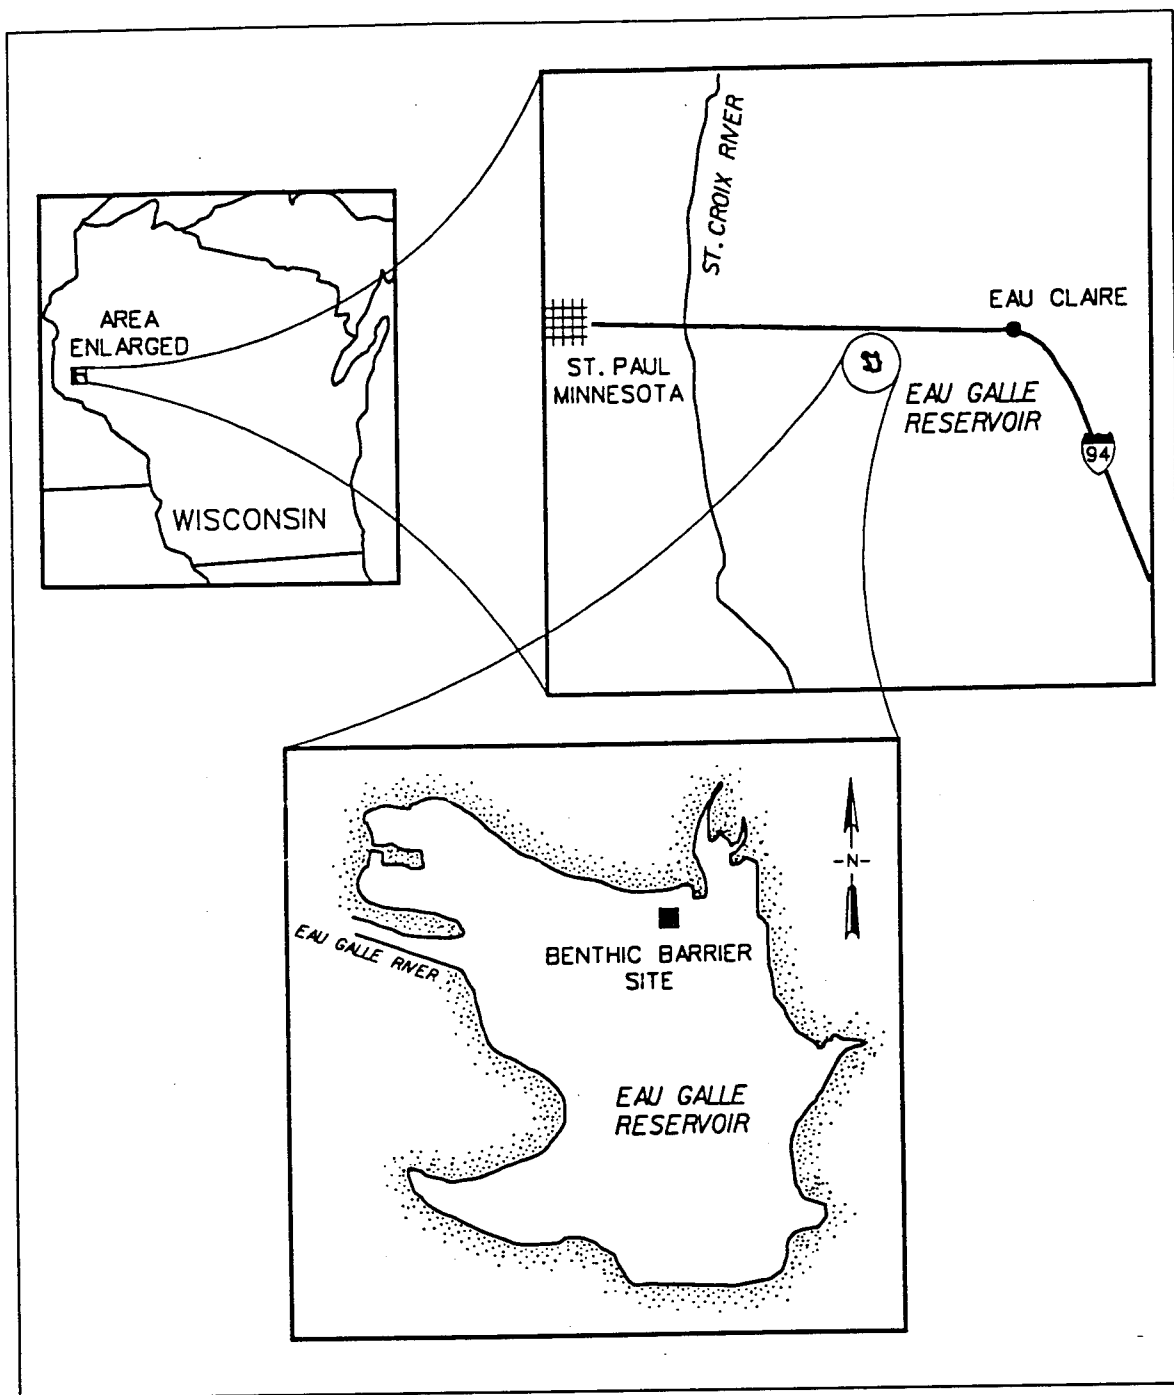 AREA
ENLARGED
WISCONSIN
ST. CROIX RIVER
EAU CLAIRE
ST. PAUL
MINNESOTA
EAU GALLE
RESERVOIR
94
-N-
EAU GALLE RIVER
BENTHIC BARRIER
SITE
EAU GALLE
RESERVOIR